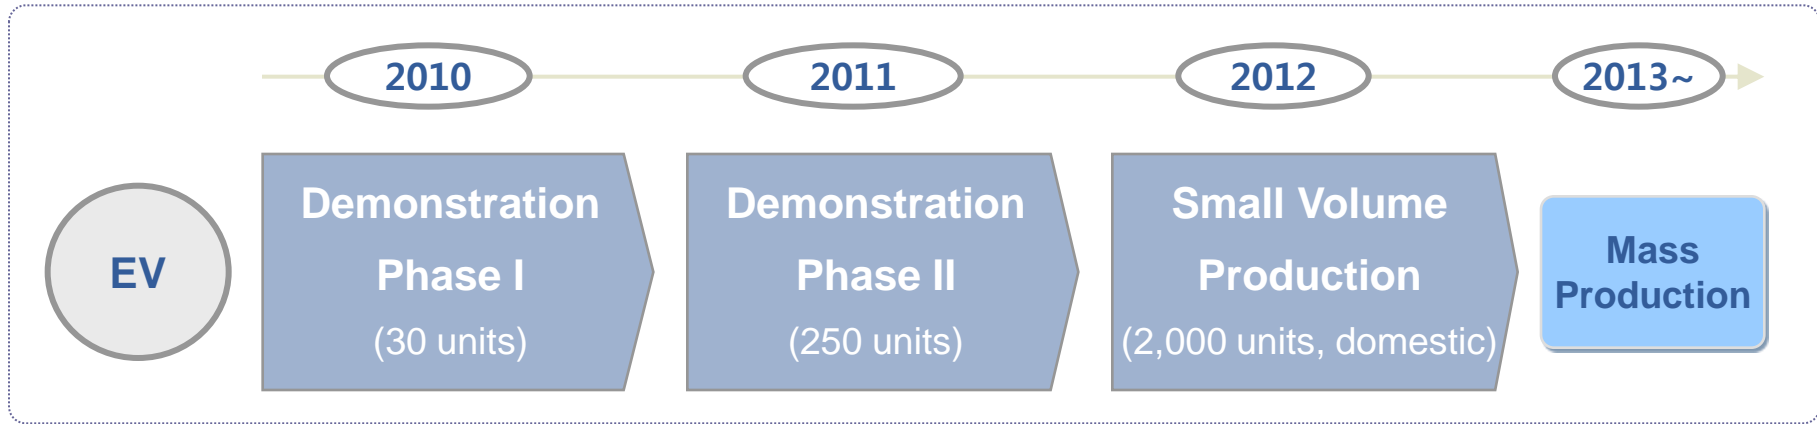 2010
2011
2012
2013~
EV
Demonstration
Phase I
(30 units)
Demonstration
Phase II
(250 units)
Small Volume
Production
(2,000 units, domestic)
Mass
Production